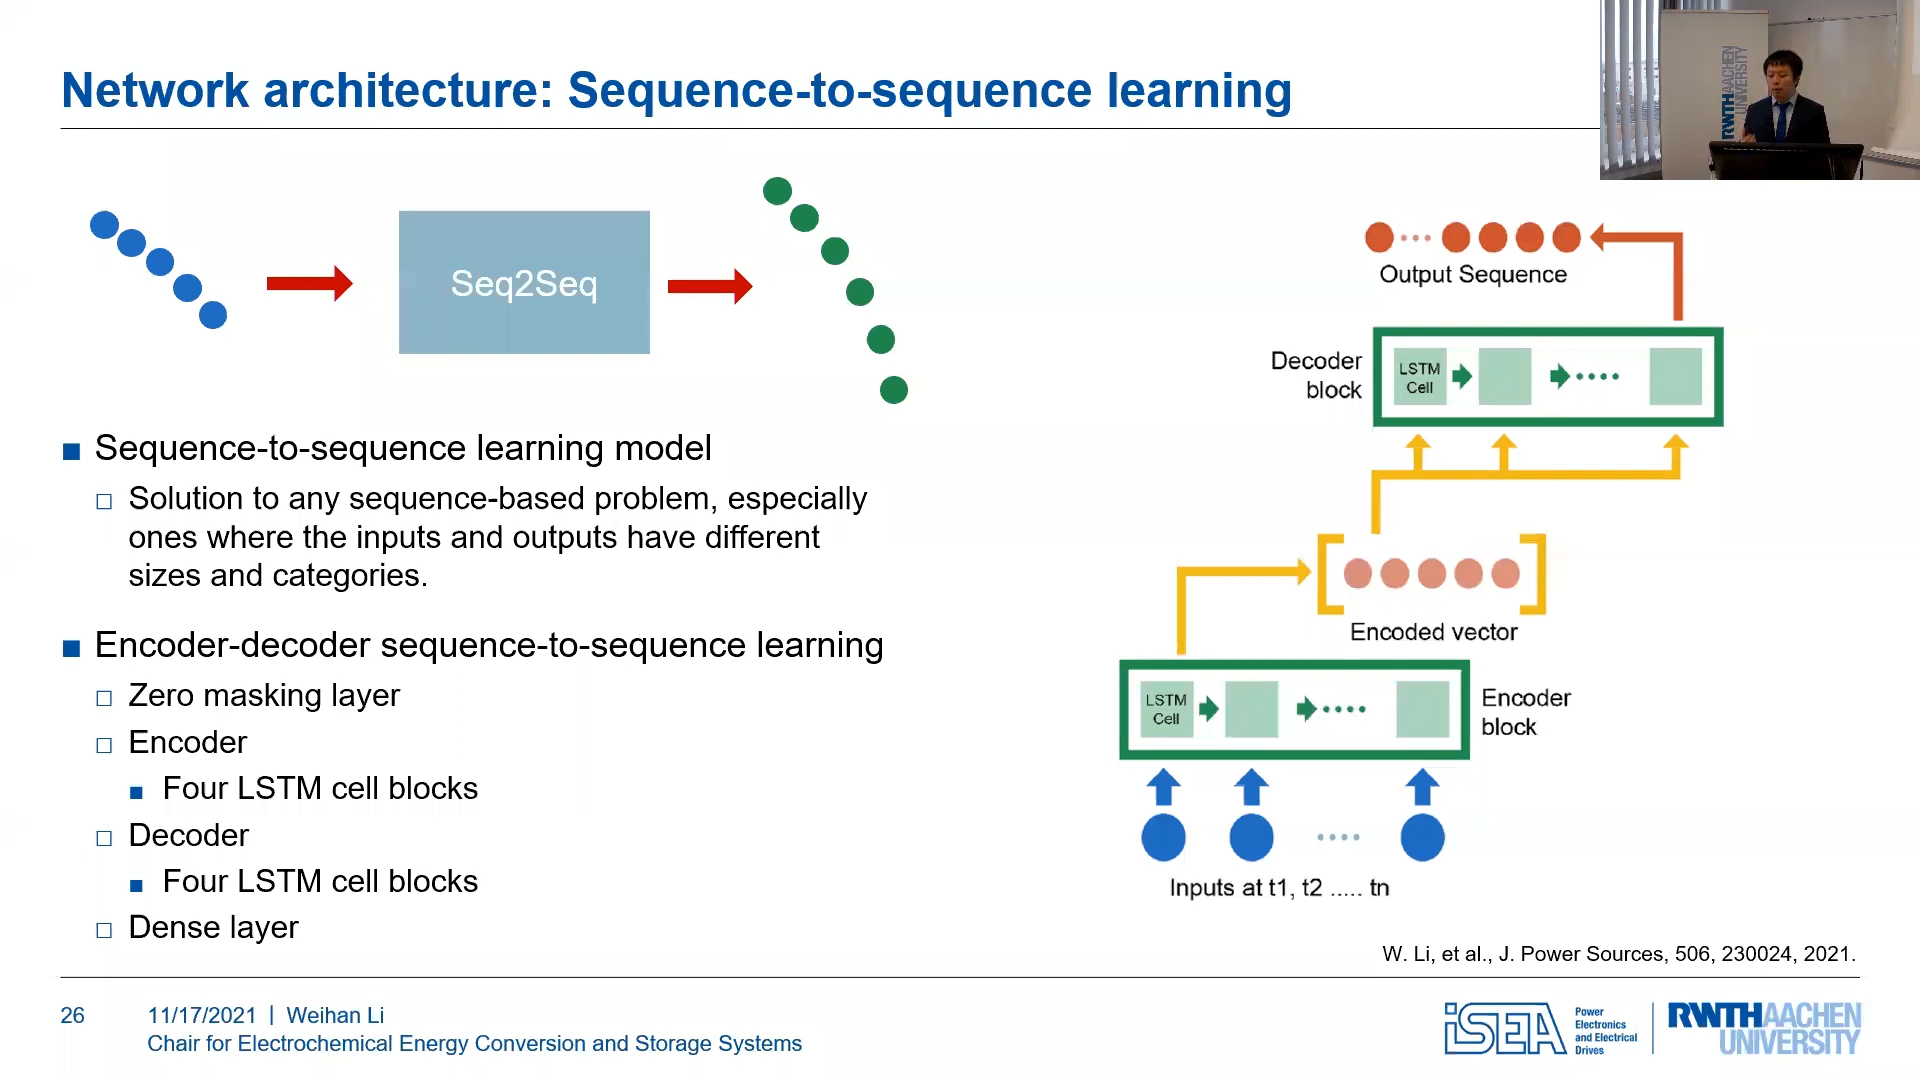 Network architecture: Sequence-to-sequence learning
RWTHAACHEN
UNIVERSITY
Seq2Seq
Output Sequence
Decoder
block
LSTM
Cell
Sequence-to-sequence learning model
Solution to any sequence-based problem, especially
ones where the inputs and outputs have different
sizes and categories.
Encoded vector
Encoder-decoder sequence-to-sequence learning
Zero masking layer
Encoder
Four LSTM cell blocks
Decoder
Four LSTM cell blocks
Dense layer
LSTM
Cell
Encoder
block
Inputs at t1, t2 ..... tn
W. Li, et al., J. Power Sources, 506, 230024, 2021.
26
11/17/2021 | Weihan Li
Chair for Electrochemical Energy Conversion and Storage Systems
iSEA
Power
Electronics
and Electrical
Drives
RWTHAACHEN
UNIVERSITY